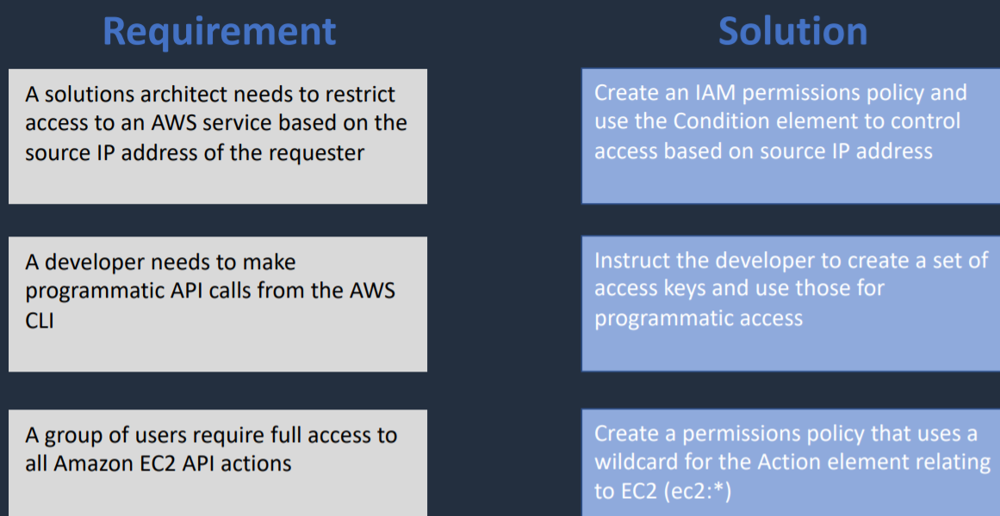 Requirement
Solution
A solutions architect needs to restrict
access to an AWS service based on the
source IP address of the requester
Create an IAM permissions policy and
use the Condition element to control
access based on source IP address
A developer needs to make
programmatic API calls from the AWS
CLI
Instruct the developer to create a set of
access keys and use those for
programmatic access
A group of users require full access to
all Amazon EC2 API actions
Create a permissions policy that uses a
wildcard for the Action element relating
to EC2 (ec2:*)